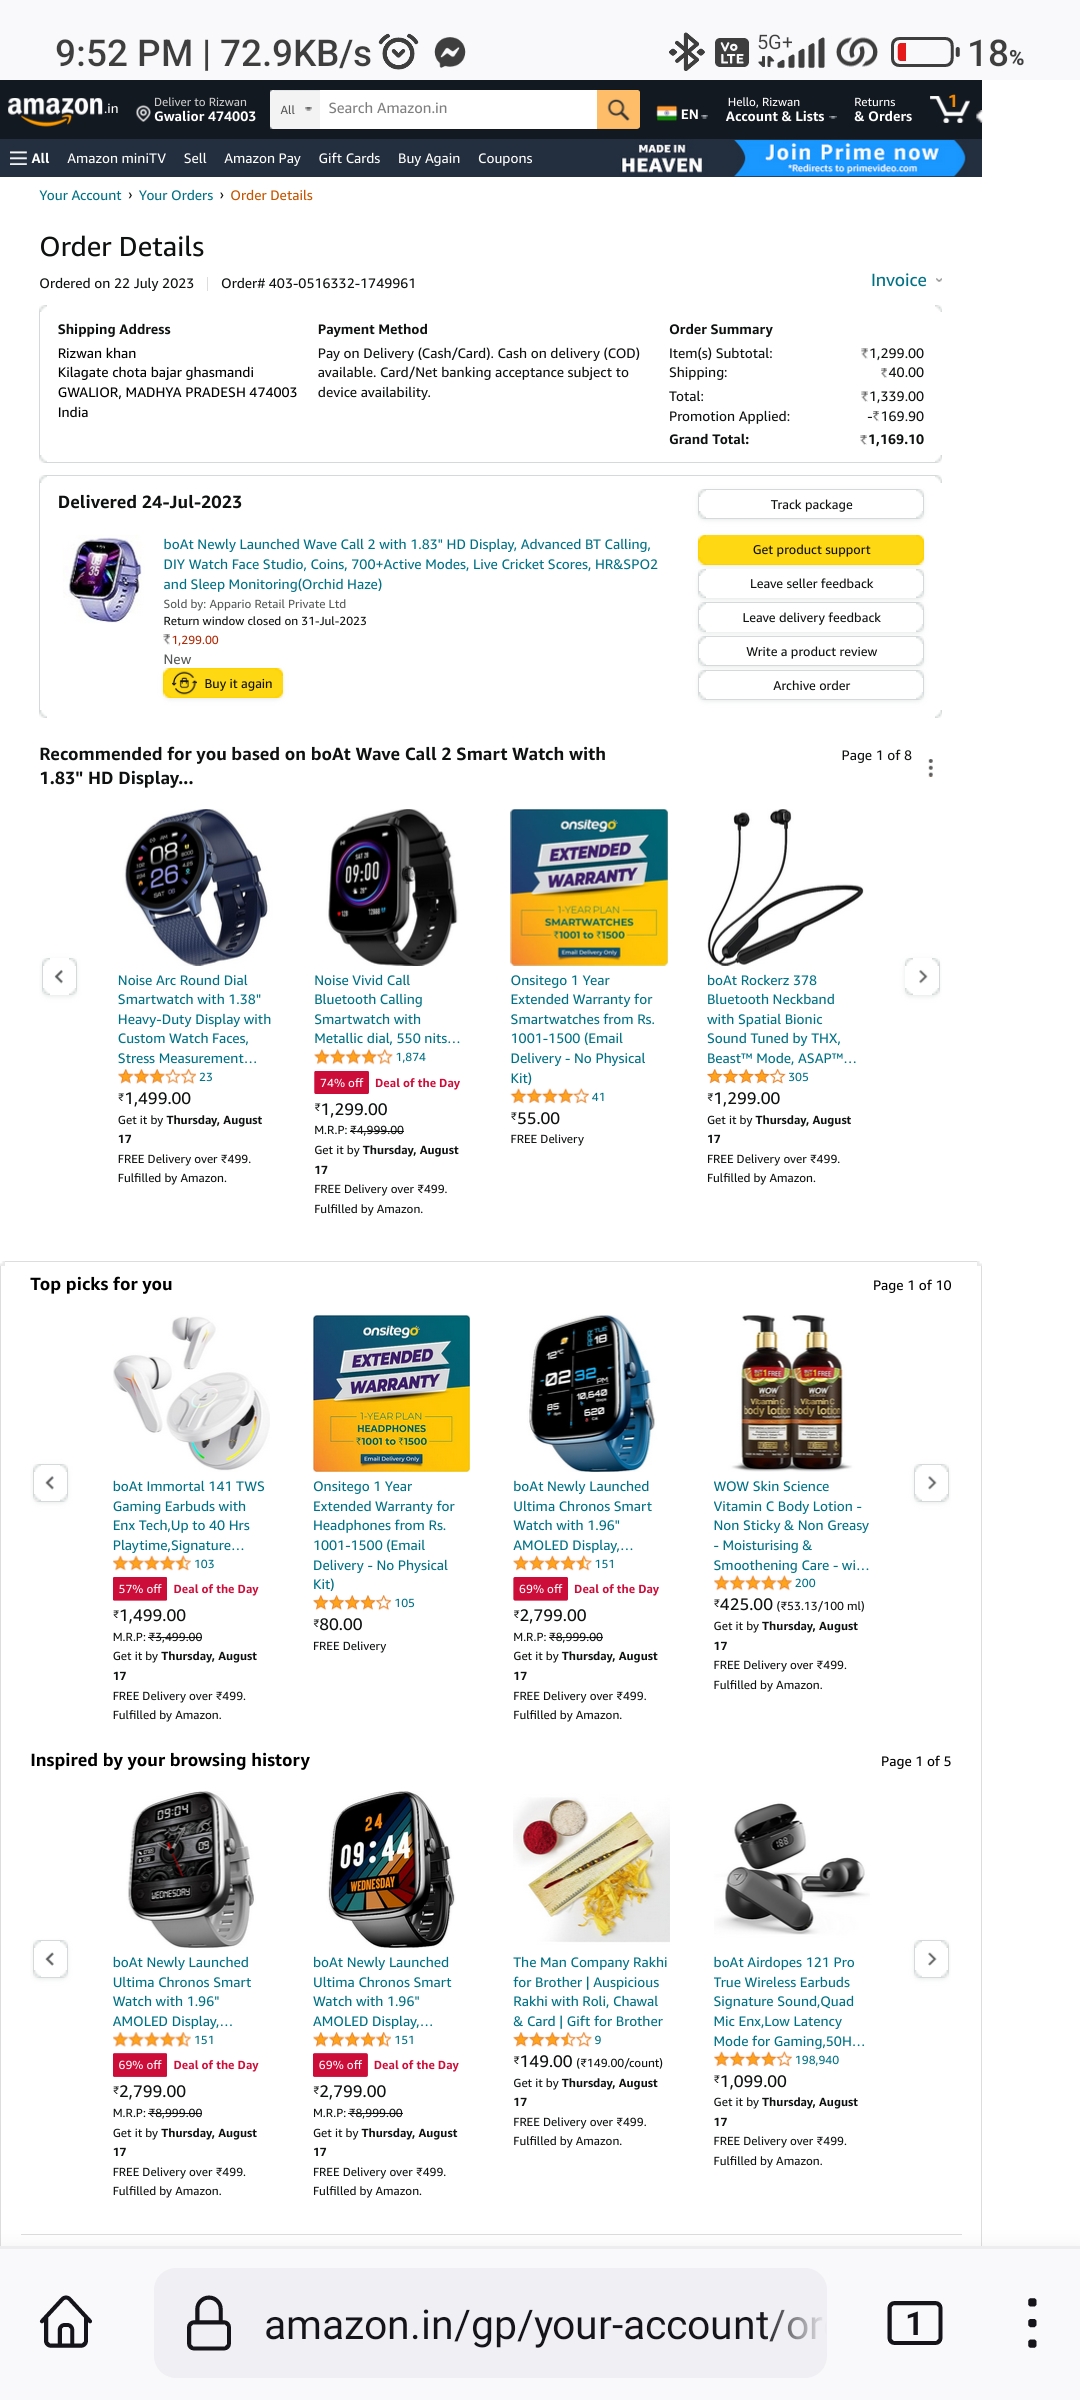 9:52 PM | 72.9KB/s
Vo LTE
5G+
18%
amazon.in
Deliver to Rizwan
Gwalior 474003
All
Search Amazon.in
EN
Hello, Rizwan
Account & Lists
Returns
& Orders
1
All
Amazon miniTV
Sell
Amazon Pay
Gift Cards
Buy Again
Coupons
MADE IN
HEAVEN
Join Prime now
*Redirects to primevideo.com
Your Account › Your Orders › Order Details
Order Details
Ordered on 22 July 2023
Order# 403-0516332-1749961
Invoice
Shipping Address
Rizwan khan
Kilagate chota bajar ghasmandi
GWALIOR, MADHYA PRADESH 474003
India
Payment Method
Pay on Delivery (Cash/Card). Cash on delivery (COD)
available. Card/Net banking acceptance subject to
device availability.
Order Summary
Item(s) Subtotal: ₹1,299.00
Shipping: ₹40.00
Total: ₹1,339.00
Promotion Applied: -₹169.90
Grand Total: ₹1,169.10
Delivered 24-Jul-2023
boAt Newly Launched Wave Call 2 with 1.83" HD Display, Advanced BT Calling,
DIY Watch Face Studio, Coins, 700+Active Modes, Live Cricket Scores, HR&SPO2
and Sleep Monitoring(Orchid Haze)
Sold by: Appario Retail Private Ltd
Return window closed on 31-Jul-2023
₹1,299.00
New
Buy it again
Track package
Get product support
Leave seller feedback
Leave delivery feedback
Write a product review
Archive order
Recommended for you based on boAt Wave Call 2 Smart Watch with
1.83" HD Display...
Page 1 of 8
08
26
Noise Arc Round Dial
Smartwatch with 1.38"
Heavy-Duty Display with
Custom Watch Faces,
Stress Measurement…
23
₹1,499.00
Get it by Thursday, August
17
FREE Delivery over ₹499.
Fulfilled by Amazon.
09:00
Noise Vivid Call
Bluetooth Calling
Smartwatch with
Metallic dial, 550 nits…
1,874
74% off Deal of the Day
₹1,299.00
M.R.P: ₹4,999.00
Get it by Thursday, August
17
FREE Delivery over ₹499.
Fulfilled by Amazon.
onsitego
EXTENDED
WARRANTY
1-YEAR PLAN
SMARTWATCHES
₹1001 to ₹1500
Email Delivery Only
Onsitego 1 Year
Extended Warranty for
Smartwatches from Rs.
1001-1500 (Email
Delivery - No Physical
Kit)
41
₹55.00
FREE Delivery
boAt Rockerz 378
Bluetooth Neckband
with Spatial Bionic
Sound Tuned by THX,
Beast™ Mode, ASAP™…
305
₹1,299.00
Get it by Thursday, August
17
FREE Delivery over ₹499.
Fulfilled by Amazon.
Top picks for you
Page 1 of 10
boAt Immortal 141 TWS
Gaming Earbuds with
Enx Tech,Up to 40 Hrs
Playtime,Signature…
103
57% off Deal of the Day
₹1,499.00
M.R.P: ₹3,499.00
Get it by Thursday, August
17
FREE Delivery over ₹499.
Fulfilled by Amazon.
onsitego
EXTENDED
WARRANTY
1-YEAR PLAN
HEADPHONES
₹1001 to ₹1500
Email Delivery Only
Onsitego 1 Year
Extended Warranty for
Headphones from Rs.
1001-1500 (Email
Delivery - No Physical
Kit)
105
₹80.00
FREE Delivery
TUE
18
12°C
02 32 PM
10,640
85
620
boAt Newly Launched
Ultima Chronos Smart
Watch with 1.96"
AMOLED Display,…
151
69% off Deal of the Day
₹2,799.00
M.R.P: ₹8,999.00
Get it by Thursday, August
17
FREE Delivery over ₹499.
Fulfilled by Amazon.
BUY 1 FREE
WOW
Vitamin C
body lotion
WOW Skin Science
Vitamin C Body Lotion -
Non Sticky & Non Greasy
- Moisturising &
Smoothening Care - wi…
200
₹425.00 (₹53.13/100 ml)
Get it by Thursday, August
17
FREE Delivery over ₹499.
Fulfilled by Amazon.
Inspired by your browsing history
Page 1 of 5
09:04
09
WEDNESDAY
boAt Newly Launched
Ultima Chronos Smart
Watch with 1.96"
AMOLED Display,…
151
69% off Deal of the Day
₹2,799.00
M.R.P: ₹8,999.00
Get it by Thursday, August
17
FREE Delivery over ₹499.
Fulfilled by Amazon.
24
09:44
WEDNESDAY
boAt Newly Launched
Ultima Chronos Smart
Watch with 1.96"
AMOLED Display,…
151
69% off Deal of the Day
₹2,799.00
M.R.P: ₹8,999.00
Get it by Thursday, August
17
FREE Delivery over ₹499.
Fulfilled by Amazon.
The Man Company Rakhi
for Brother | Auspicious
Rakhi with Roli, Chawal
& Card | Gift for Brother
9
₹149.00 (₹149.00/count)
Get it by Thursday, August
17
FREE Delivery over ₹499.
Fulfilled by Amazon.
boAt Airdopes 121 Pro
True Wireless Earbuds
Signature Sound,Quad
Mic Enx,Low Latency
Mode for Gaming,50H…
198,940
₹1,099.00
Get it by Thursday, August
17
FREE Delivery over ₹499.
Fulfilled by Amazon.
amazon.in/gp/your-account/or
1